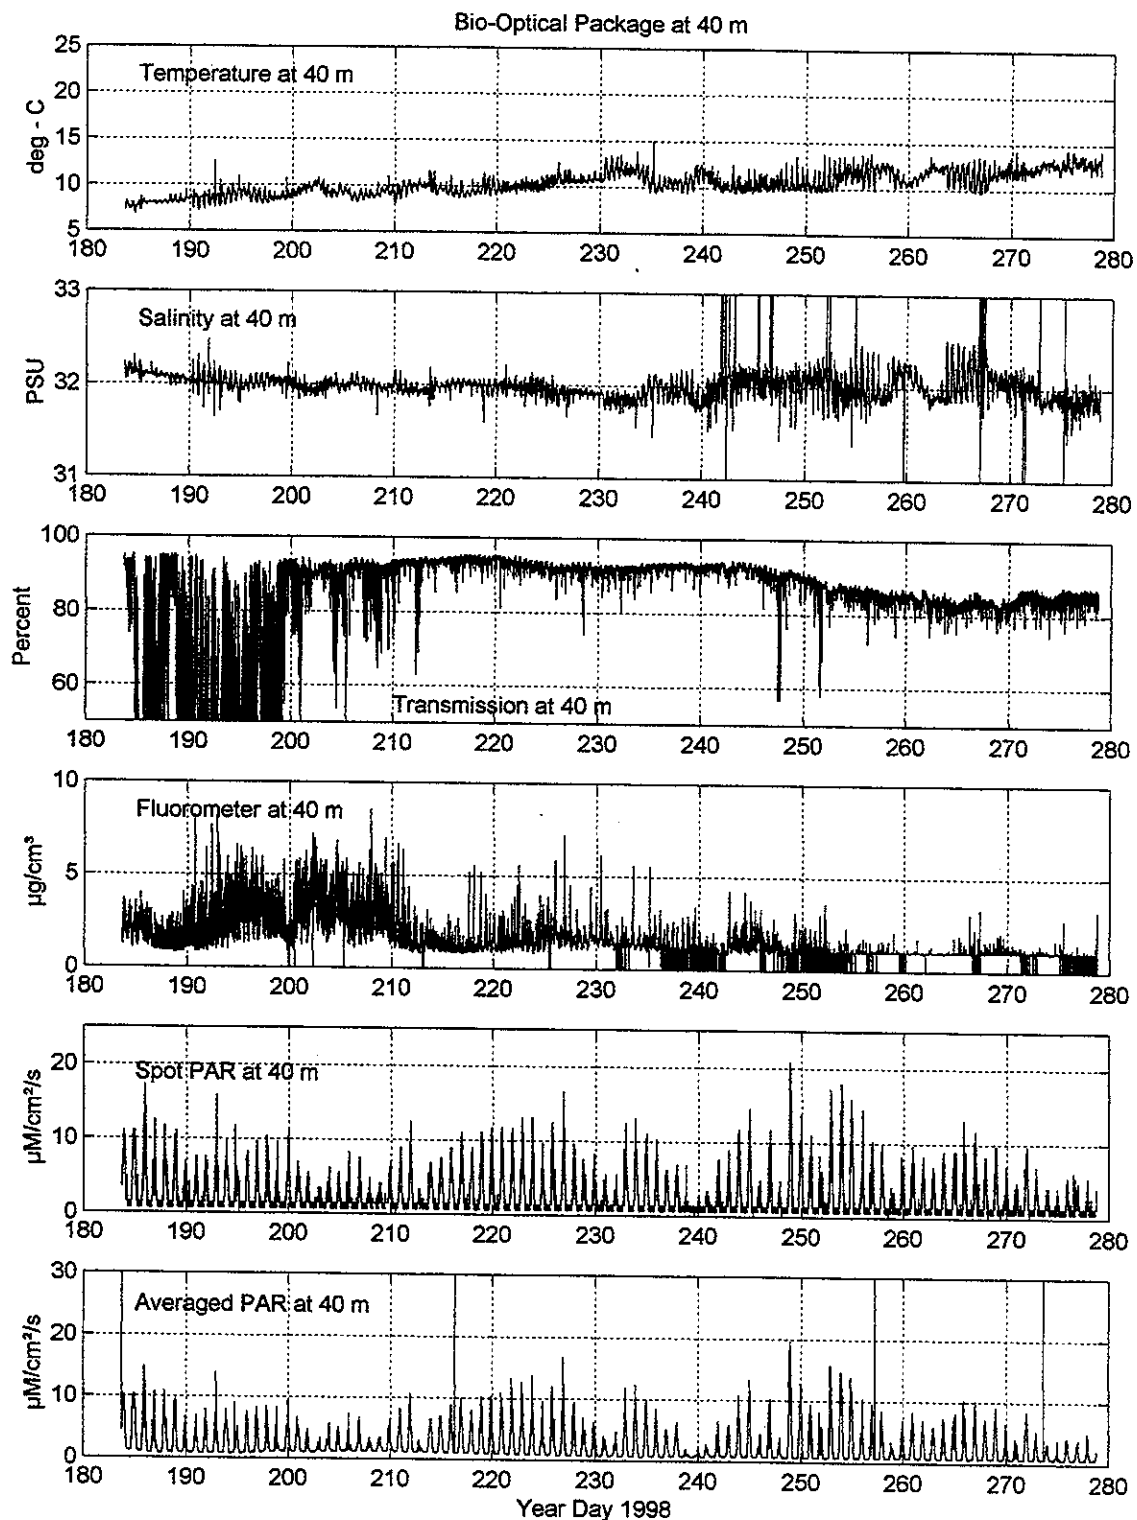 Bio-Optical Package at 40 m
25
20
15
10
5
deg - C
Temperature at 40 m
180 190 200 210 220 230 240 250 260 270 280
33
32
31
PSU
Salinity at 40 m
180 190 200 210 220 230 240 250 260 270 280
100
80
60
Percent
Transmission at 40 m
180 190 200 210 220 230 240 250 260 270 280
10
5
0
µg/cm³
Fluorometer at 40 m
180 190 200 210 220 230 240 250 260 270 280
20
10
0
µM/cm²/s
Spot PAR at 40 m
180 190 200 210 220 230 240 250 260 270 280
30
20
10
0
µM/cm²/s
Averaged PAR at 40 m
180 190 200 210 220 230 240 250 260 270 280
Year Day 1998